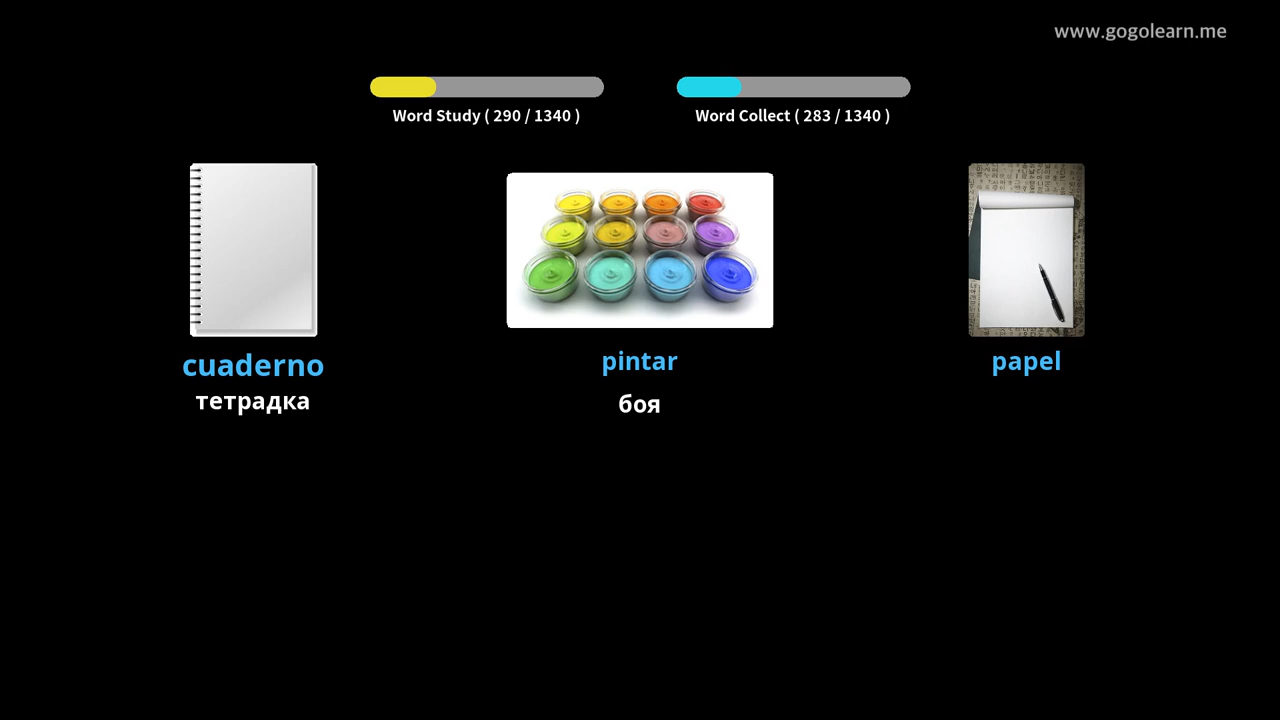 www.gogolearn.me
Word Study ( 290 / 1340 )
Word Collect ( 283 / 1340 )
cuaderno
тетрадка
pintar
боя
papel